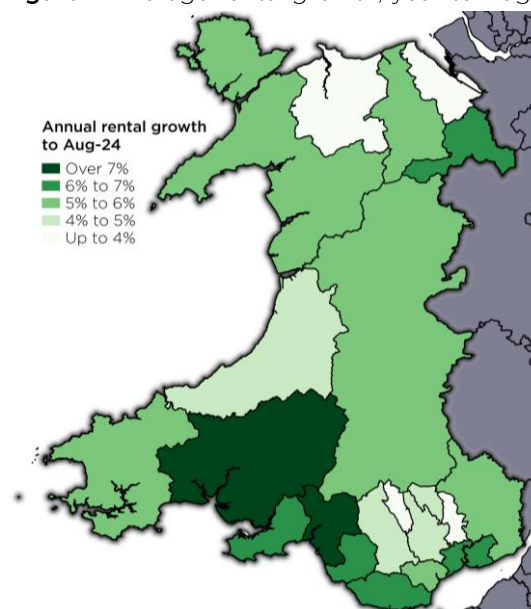 Annual rental growth
to Aug-24
Over 7%
6% to 7%
5% to 6%
4% to 5%
Up to 4%